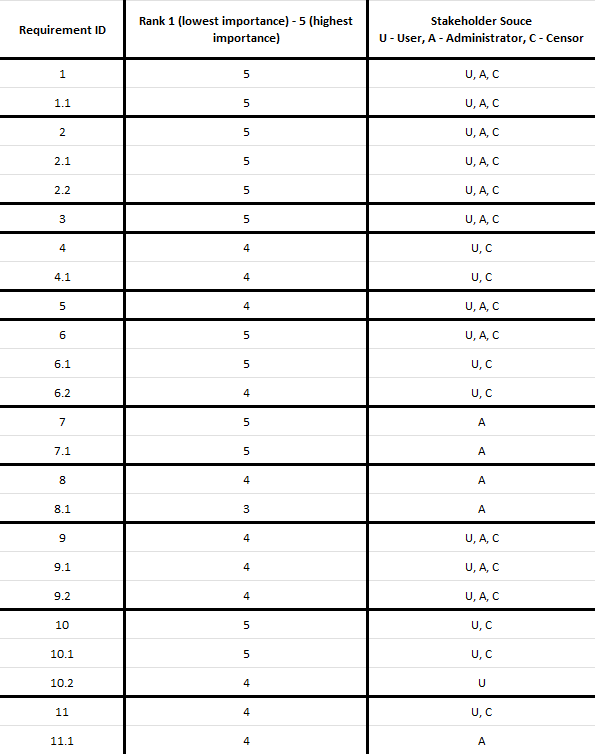 Requirement ID
Rank 1 (lowest importance) - 5 (highest
importance)
Stakeholder Souce
U - User, A - Administrator, C - Censor
1 5 U, A, C
1.1 5 U, A, C
2 5 U, A, C
2.1 5 U, A, C
2.2 5 U, A, C
3 5 U, A, C
4 4 U, C
4.1 4 U, C
5 4 U, A, C
6 5 U, A, C
6.1 5 U, C
6.2 4 U, C
7 5 A
7.1 5 A
8 4 A
8.1 3 A
9 4 U, A, C
9.1 4 U, A, C
9.2 4 U, A, C
10 5 U, C
10.1 5 U, C
10.2 4 U
11 4 U, C
11.1 4 A